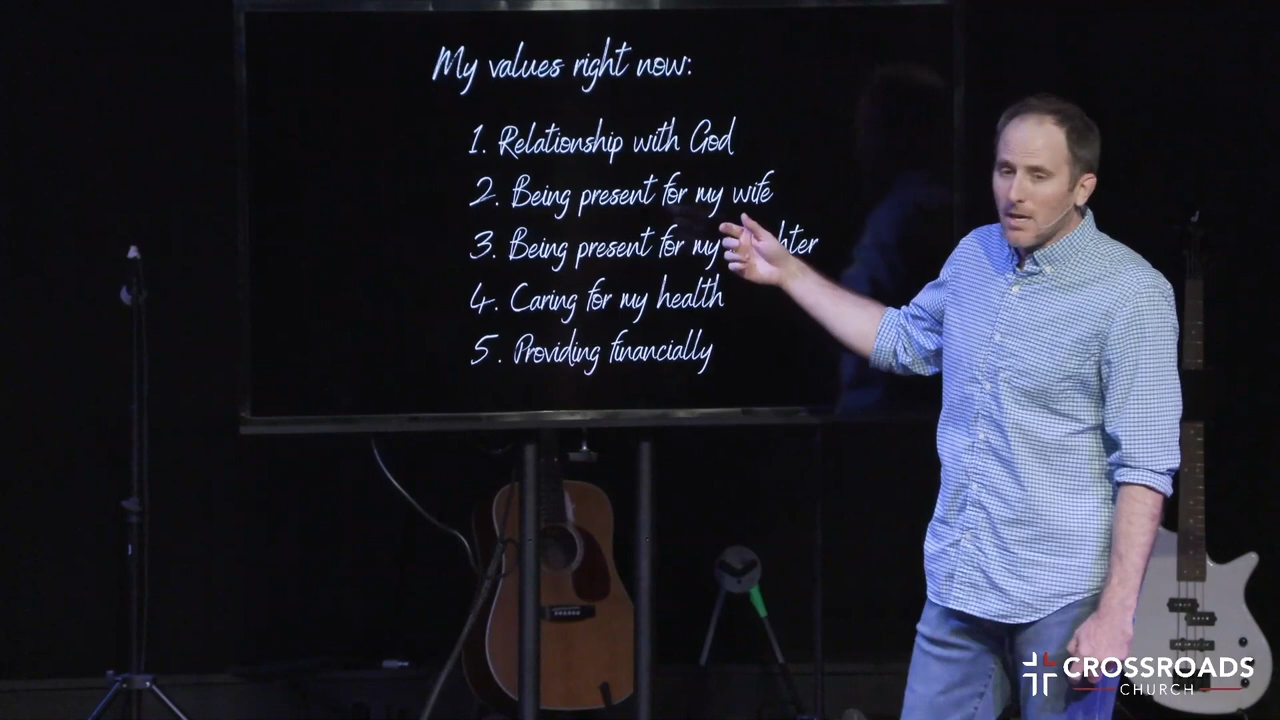 My values right now:
1. Relationship with God
2. Being present for my wife
3. Being present for my hter
4. Caring for my health
5. Providing financially
CROSSROADS
CHURCH